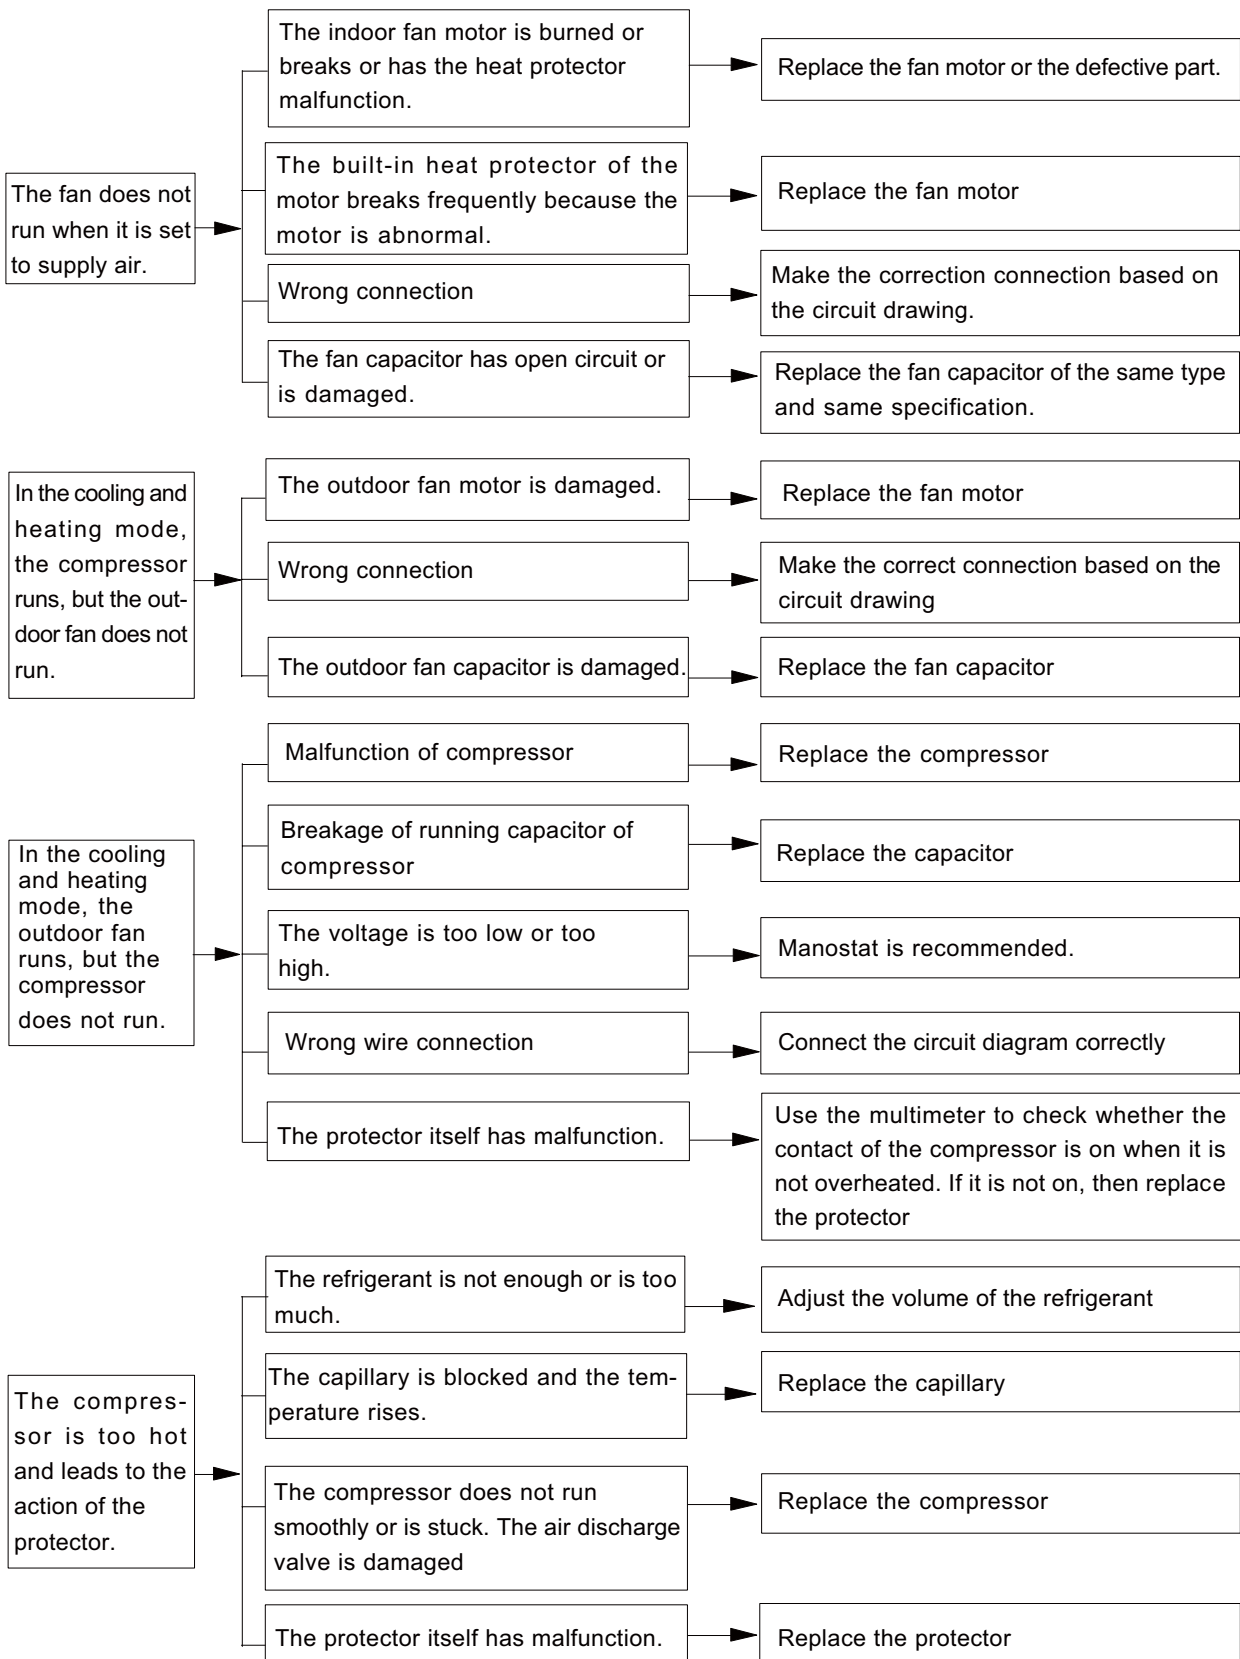 The fan does not
run when it is set
to supply air.
The indoor fan motor is burned or
breaks or has the heat protector
malfunction.
Replace the fan motor or the defective part.
The built-in heat protector of the
motor breaks frequently because the
motor is abnormal.
Replace the fan motor
Wrong connection
Make the correction connection based on
the circuit drawing.
The fan capacitor has open circuit or
is damaged.
Replace the fan capacitor of the same type
and same specification.
In the cooling and
heating mode,
the compressor
runs, but the out-
door fan does not
run.
The outdoor fan motor is damaged.
Replace the fan motor
Wrong connection
Make the correct connection based on the
circuit drawing
The outdoor fan capacitor is damaged.
Replace the fan capacitor
In the cooling
and heating
mode, the
outdoor fan
runs, but the
compressor
does not run.
Malfunction of compressor
Replace the compressor
Breakage of running capacitor of
compressor
Replace the capacitor
The voltage is too low or too
high.
Manostat is recommended.
Wrong wire connection
Connect the circuit diagram correctly
The protector itself has malfunction.
Use the multimeter to check whether the
contact of the compressor is on when it is
not overheated. If it is not on, then replace
the protector
The compres-
sor is too hot
and leads to the
action of the
protector.
The refrigerant is not enough or is too
much.
Adjust the volume of the refrigerant
The capillary is blocked and the tem-
perature rises.
Replace the capillary
The compressor does not run
smoothly or is stuck. The air discharge
valve is damaged
Replace the compressor
The protector itself has malfunction.
Replace the protector